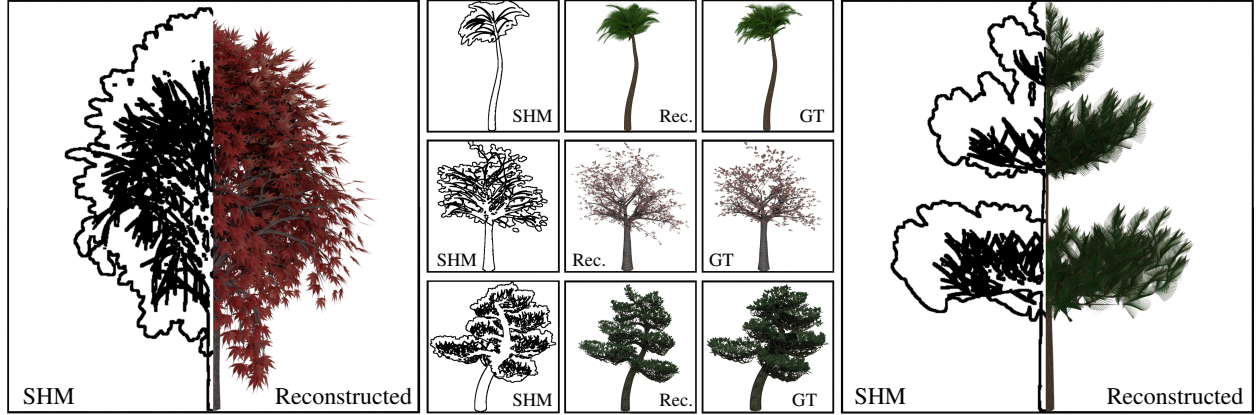 SHM
Reconstructed
SHM
Rec.
GT
SHM
Rec.
GT
SHM
Rec.
GT
SHM
Reconstructed